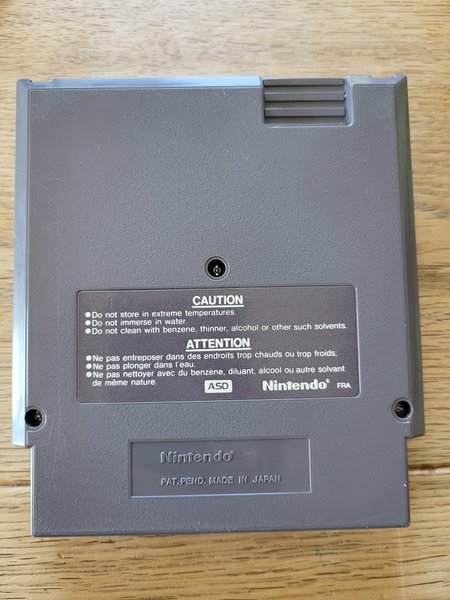 CAUTION
●Do not store in extreme temperatures.
●Do not immerse in water.
●Do not clean with benzene, thinner, alcohol or other such solvents.
ATTENTION
●Ne pas entreposer dans des endroits trop chauds ou trop froids;
●Ne pas plonger dans l'eau.
●Ne pas nettoyer avec du benzène, diluant, alcool ou autre solvant
de même nature.
ASD Nintendo® FRA
Nintendo®
PAT. PEND. MADE IN JAPAN